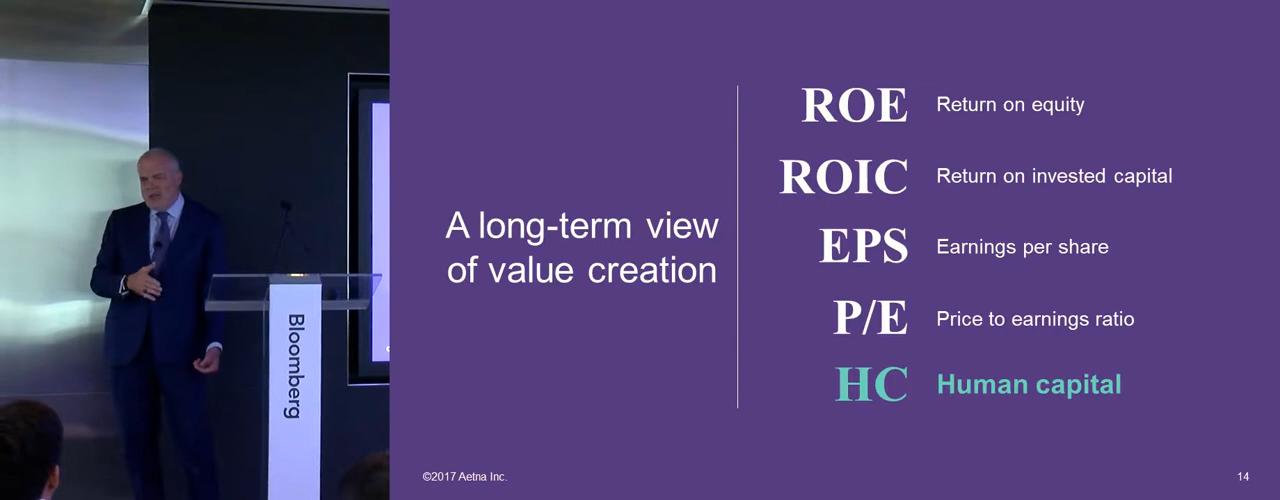 Bloomberg
A long-term view
of value creation
ROE Return on equity
ROIC Return on invested capital
EPS Earnings per share
P/E Price to earnings ratio
HC Human capital
©2017 Aetna Inc.
14